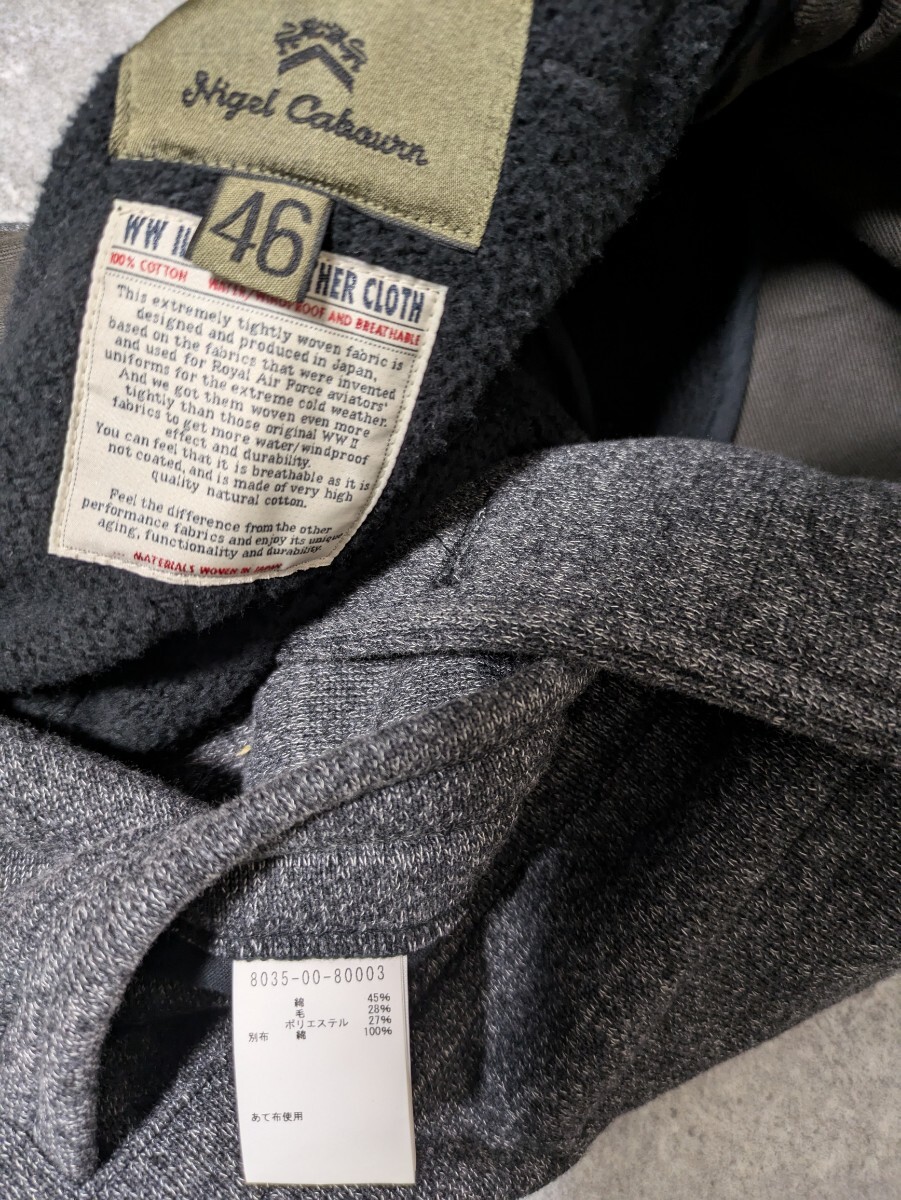 Nigel Cabourn
46
WW II THER CLOTH
100% COTTON WATER/WINDPROOF AND BREATHABLE
This extremely tightly woven fabric is
designed and produced in Japan,
based on the fabrics that were invented
and used for Royal Air Force aviators'
uniforms for the extreme cold weather.
And we got them woven even more
tightly than those original WW II
fabrics to get more water/windproof
effect and durability.
You can feel that it is breathable as it is
not coated, and is made of very high
quality natural cotton.
Feel the difference from the other
performance fabrics and enjoy its unique
aging, functionality and durability.
MATERIALS WOVEN IN JAPAN
8035-00-80003
綿 45%
毛 28%
ポリエステル 27%
別布 綿 100%
あて布使用